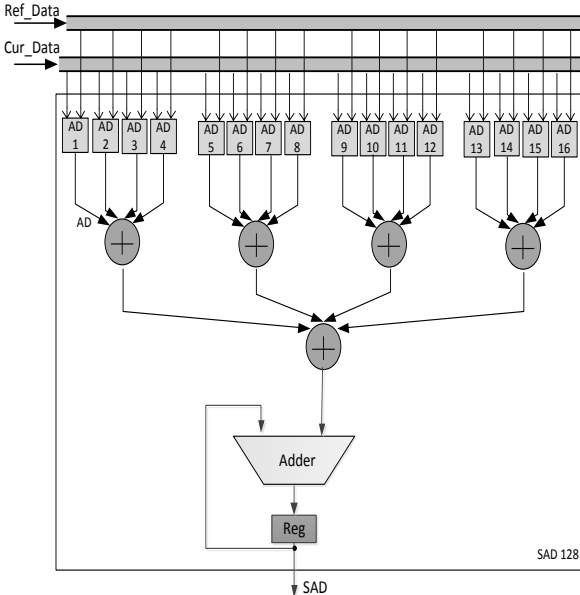 Ref_Data
Cur_Data
AD 1
AD 2
AD 3
AD 4
AD 5
AD 6
AD 7
AD 8
AD 9
AD 10
AD 11
AD 12
AD 13
AD 14
AD 15
AD 16
AD
+
+
+
+
+
Adder
Reg
SAD 128
SAD